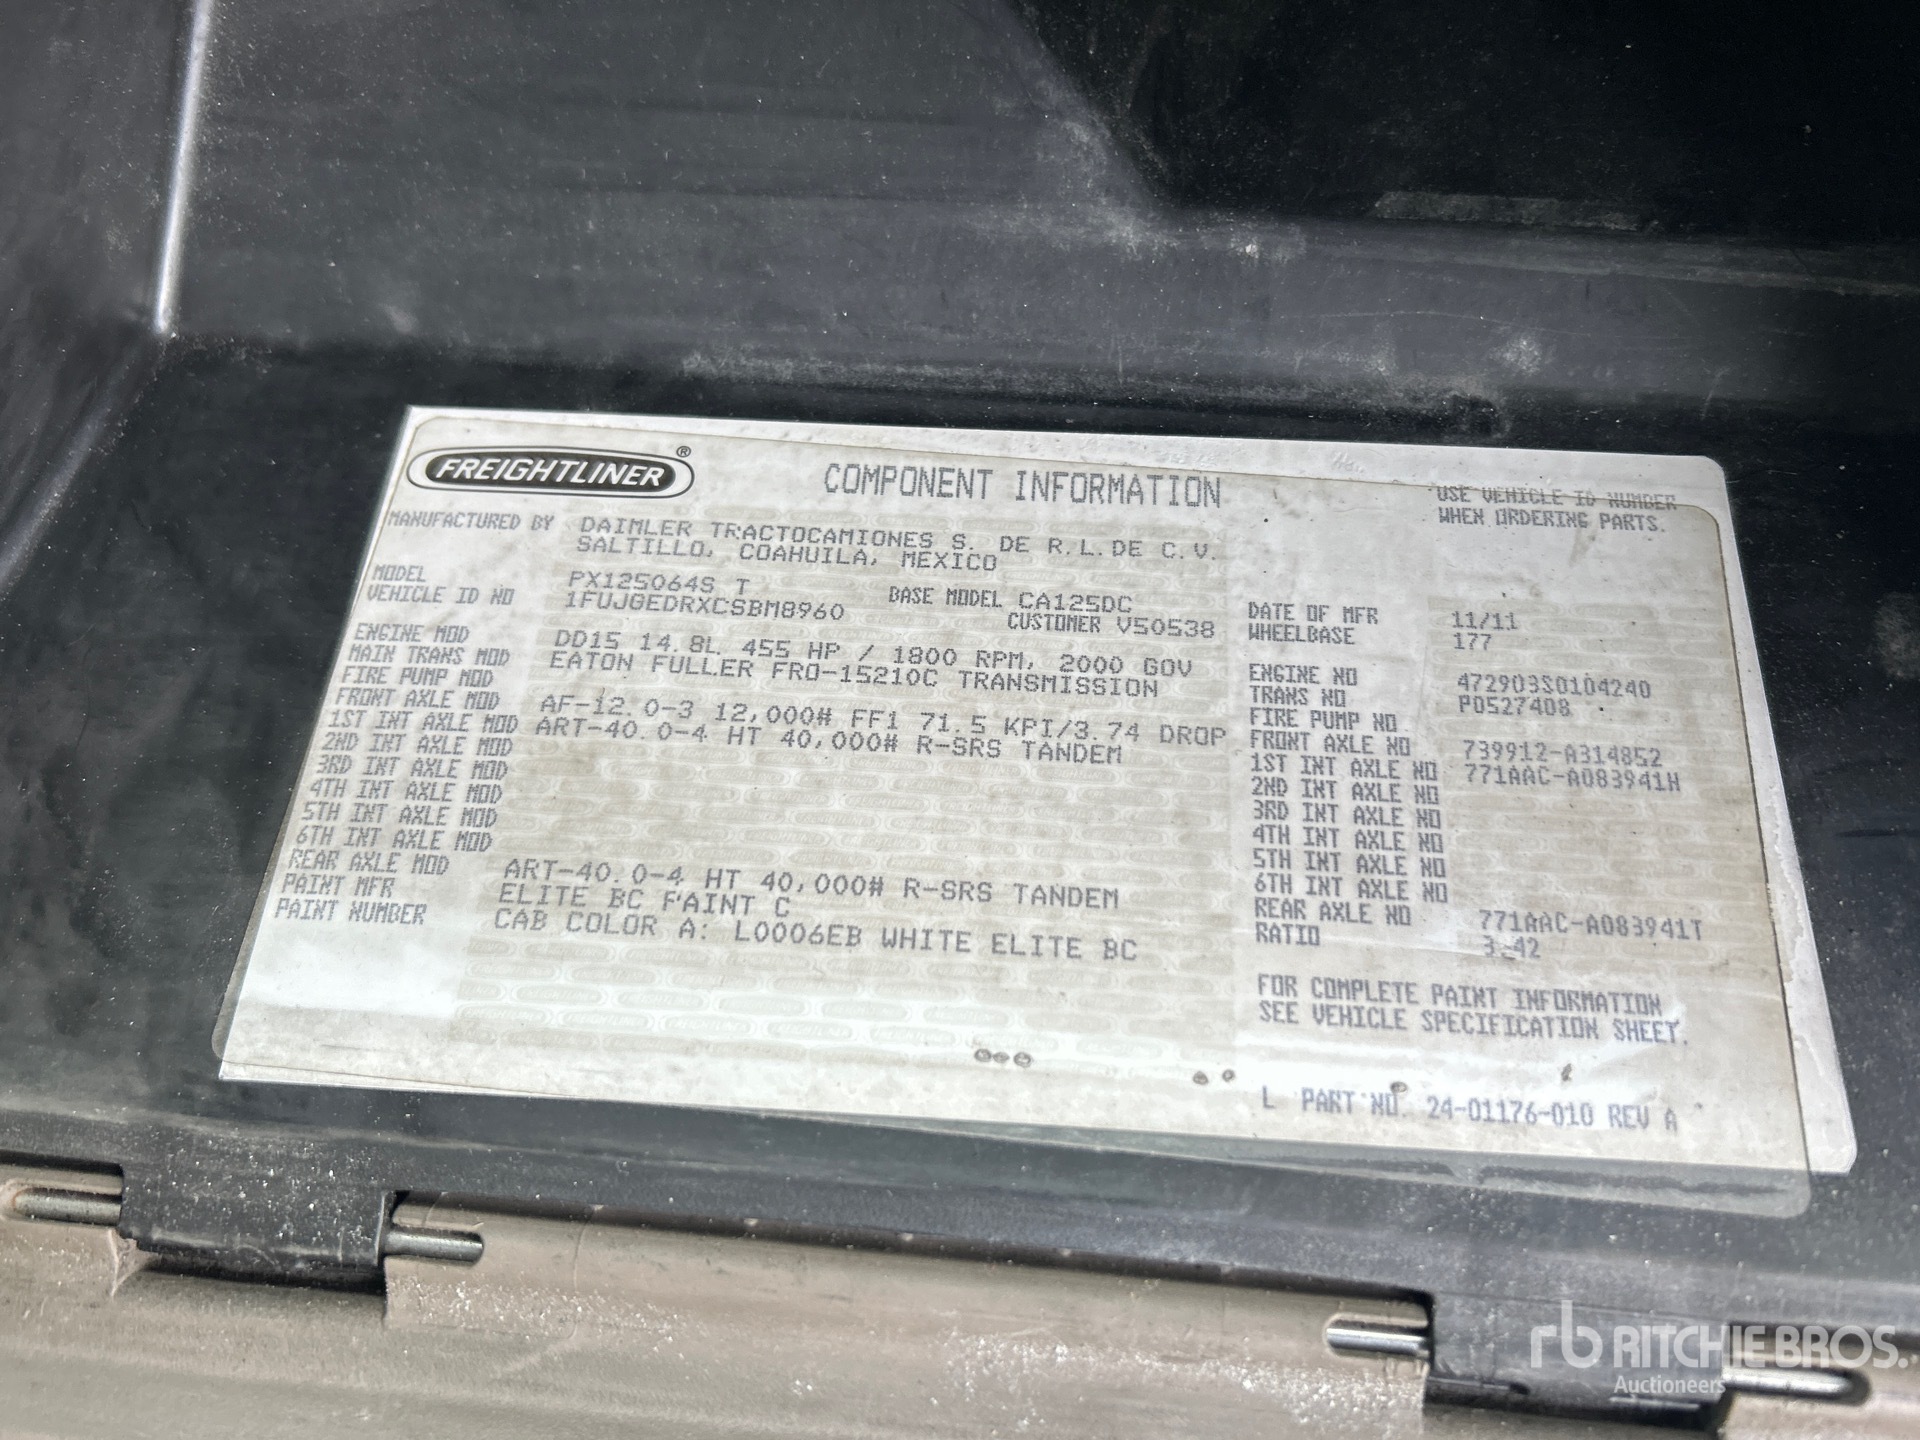 FREIGHTLINER®
COMPONENT INFORMATION
USE VEHICLE ID NUMBER
WHEN ORDERING PARTS.
MANUFACTURED BY DAIMLER TRACTOCAMIONES S. DE R.L.DE C.V.
SALTILLO, COAHUILA, MEXICO
MODEL PX125064S T
VEHICLE ID NO 1FUJGEDRXCSBM8960
BASE MODEL CA125DC
CUSTOMER V50538
DATE OF MFR 11/11
WHEELBASE 177
ENGINE MOD DD15 14.8L 455 HP / 1800 RPM, 2000 GOV
MAIN TRANS MOD EATON FULLER FRO-15210C TRANSMISSION
FIRE PUMP MOD
FRONT AXLE MOD AF-12.0-3 12,000# FF1 71.5 KPI/3.74 DROP
1ST INT AXLE MOD ART-40.0-4 HT 40,000# R-SRS TANDEM
2ND INT AXLE MOD
3RD INT AXLE MOD
4TH INT AXLE MOD
5TH INT AXLE MOD
6TH INT AXLE MOD
REAR AXLE MOD ART-40.0-4 HT 40,000# R-SRS TANDEM
PAINT MFR ELITE BC PAINT C
PAINT NUMBER CAB COLOR A: L0006EB WHITE ELITE BC
ENGINE NO 472903S0104240
TRANS NO P0527408
FIRE PUMP NO
FRONT AXLE NO 739912-A314852
1ST INT AXLE NO 771AAC-A083941H
2ND INT AXLE NO
3RD INT AXLE NO
4TH INT AXLE NO
5TH INT AXLE NO
6TH INT AXLE NO
REAR AXLE NO 771AAC-A083941T
RATIO 3.42
FOR COMPLETE PAINT INFORMATION
SEE VEHICLE SPECIFICATION SHEET.
L PART NO. 24-01176-010 REV A
rb RITCHIE BROS.
Auctioneers